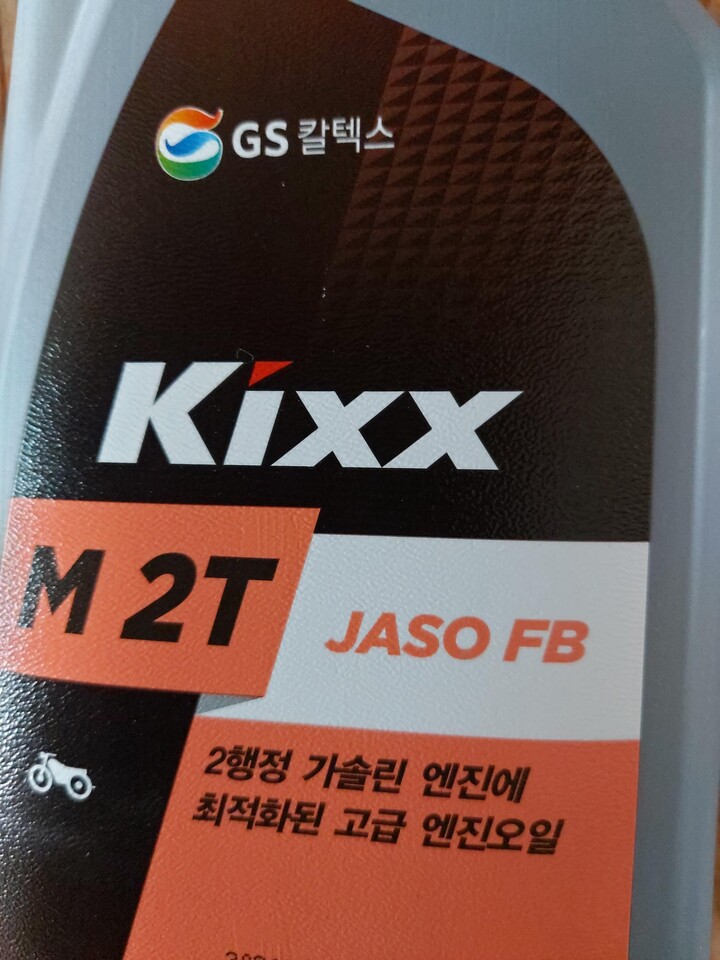 GS 칼텍스
Kixx
M 2T
JASO FB
2행정 가솔린 엔진에
최적화된 고급 엔진오일